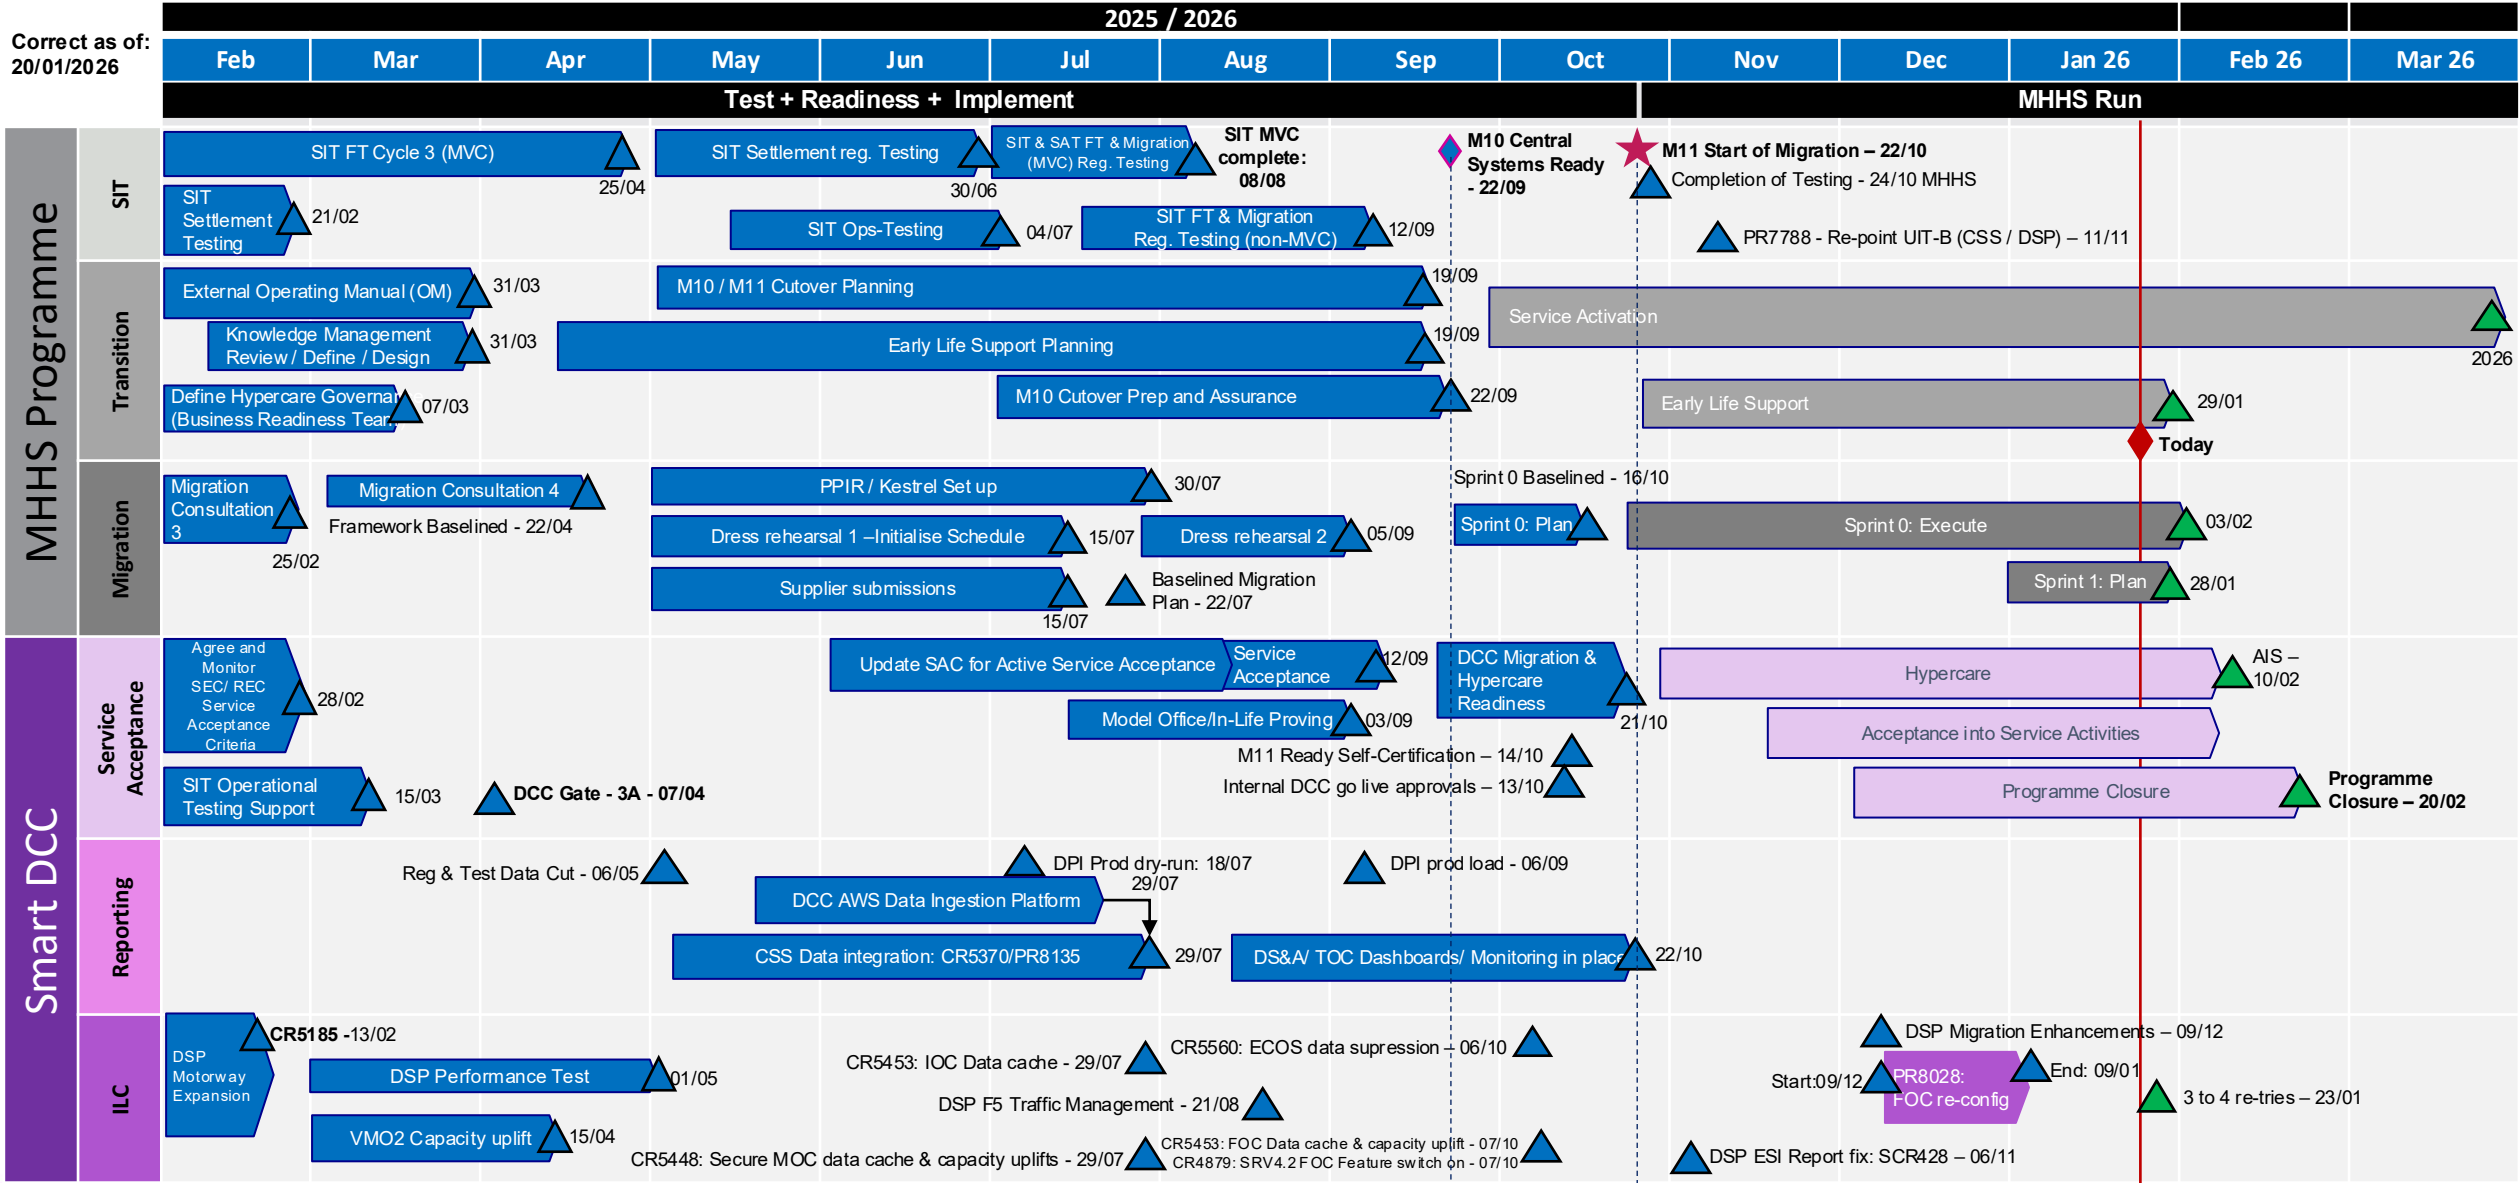 2025 / 2026
Correct as of:
20/01/2026
Feb
Mar
Apr
May
Jun
Jul
Aug
Sep
Oct
Nov
Dec
Jan 26
Feb 26
Mar 26
Test + Readiness + Implement
MHHS Run
MHHS Programme
SIT
SIT FT Cycle 3 (MVC)
25/04
SIT Settlement reg. Testing
30/06
SIT & SAT FT & Migration
(MVC) Reg. Testing
SIT MVC
complete:
08/08
M10 Central
Systems Ready
- 22/09
M11 Start of Migration – 22/10
Completion of Testing - 24/10 MHHS
SIT
Settlement
Testing
21/02
SIT Ops-Testing
04/07
SIT FT & Migration
Reg. Testing (non-MVC)
12/09
PR7788 - Re-point UIT-B (CSS / DSP) – 11/11
Transition
External Operating Manual (OM)
31/03
M10 / M11 Cutover Planning
19/09
Service Activation
2026
Knowledge Management
Review / Define / Design
31/03
Early Life Support Planning
19/09
Define Hypercare Governa
(Business Readiness Team
07/03
M10 Cutover Prep and Assurance
22/09
Early Life Support
29/01
Today
Migration
Migration
Consultation
3
25/02
Migration Consultation 4
Framework Baselined - 22/04
PPIR / Kestrel Set up
30/07
Sprint 0 Baselined - 16/10
Dress rehearsal 1 –Initialise Schedule
15/07
Dress rehearsal 2
05/09
Sprint 0: Plan
Sprint 0: Execute
03/02
Supplier submissions
15/07
Baselined Migration
Plan - 22/07
Sprint 1: Plan
28/01
Smart DCC
Service
Acceptance
Agree and
Monitor
SEC/ REC
Service
Acceptance
Criteria
28/02
Update SAC for Active Service Acceptance
Service
Acceptance
12/09
DCC Migration &
Hypercare
Readiness
21/10
Hypercare
AIS –
10/02
Model Office/In-Life Proving
03/09
Acceptance into Service Activities
M11 Ready Self-Certification – 14/10
Internal DCC go live approvals – 13/10
SIT Operational
Testing Support
15/03
DCC Gate - 3A - 07/04
Programme Closure
Programme
Closure – 20/02
Reporting
Reg & Test Data Cut - 06/05
DPI Prod dry-run: 18/07
DPI prod load - 06/09
DCC AWS Data Ingestion Platform
29/07
CSS Data integration: CR5370/PR8135
29/07
DS&A/ TOC Dashboards/ Monitoring in place
22/10
ILC
DSP
Motorway
Expansion
CR5185 -13/02
DSP Performance Test
01/05
VMO2 Capacity uplift
15/04
CR5453: IOC Data cache - 29/07
CR5560: ECOS data supression – 06/10
DSP F5 Traffic Management - 21/08
CR5448: Secure MOC data cache & capacity uplifts - 29/07
CR5453: FOC Data cache & capacity uplift - 07/10
CR4879: SRV4.2 FOC Feature switch on - 07/10
DSP Migration Enhancements – 09/12
Start:09/12
PR8028:
FOC re-config
End: 09/01
3 to 4 re-tries – 23/01
DSP ESI Report fix: SCR428 – 06/11